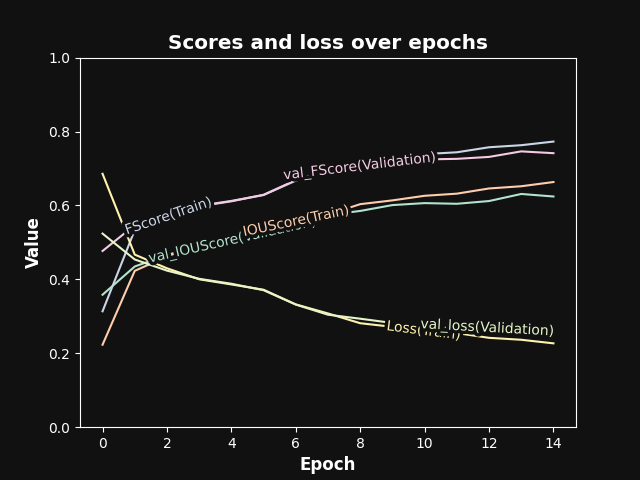 Scores and loss over epochs
1.0
0.8
0.6
0.4
0.2
0.0
Value
FScore(Train)
val_FScore(Validation)
val_IOUScore(
IOUScore(Train)
val_loss(Validation)
0 2 4 6 8 10 12 14
Epoch